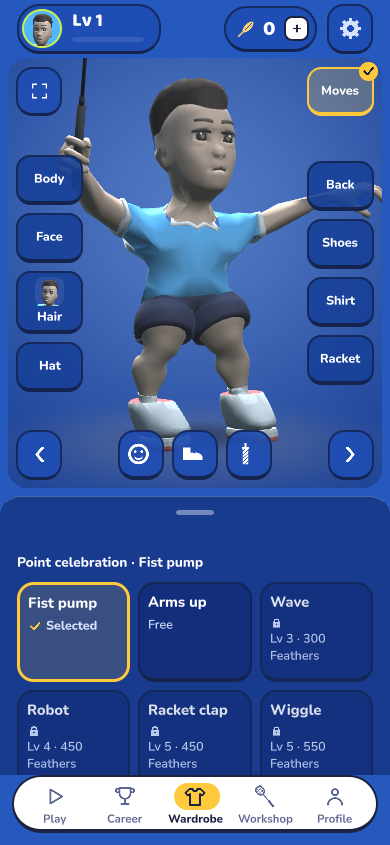 Lv 1
0
+
Moves
Body
Back
Face
Shoes
Hair
Shirt
Hat
Racket
Point celebration · Fist pump
Fist pump
Selected
Arms up
Free
Wave
Lv 3 · 300
Feathers
Robot
Lv 4 · 450
Feathers
Racket clap
Lv 5 · 450
Feathers
Wiggle
Lv 5 · 550
Feathers
Play
Career
Wardrobe
Workshop
Profile